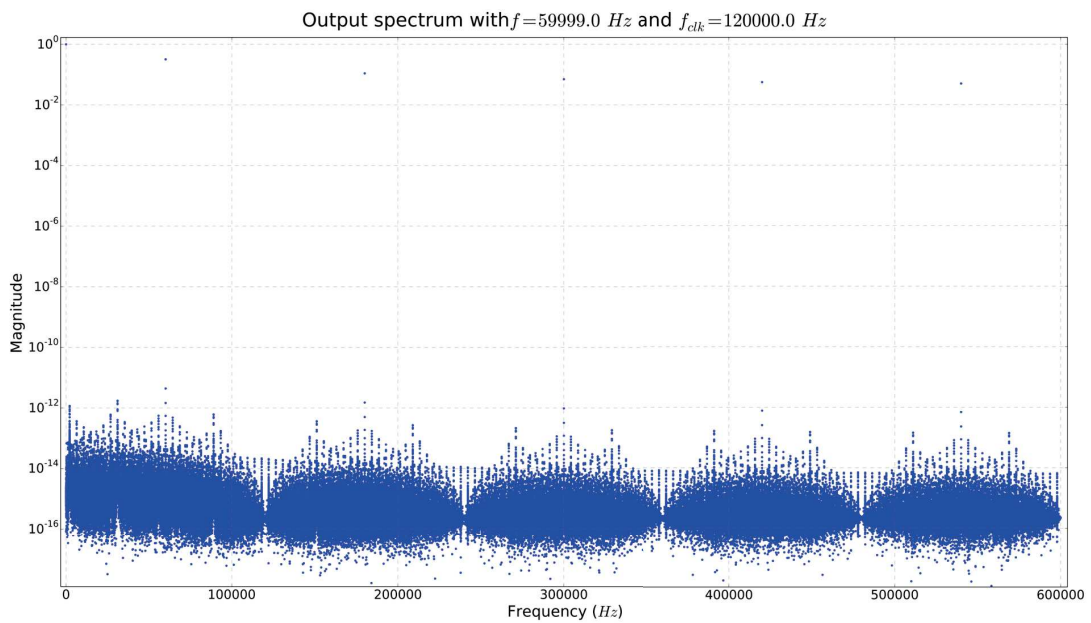 Output spectrum with f=59999.0 Hz and f_clk=120000.0 Hz
10^0
10^-2
10^-4
10^-6
10^-8
10^-10
10^-12
10^-14
10^-16
Magnitude
0 100000 200000 300000 400000 500000 600000
Frequency (Hz)